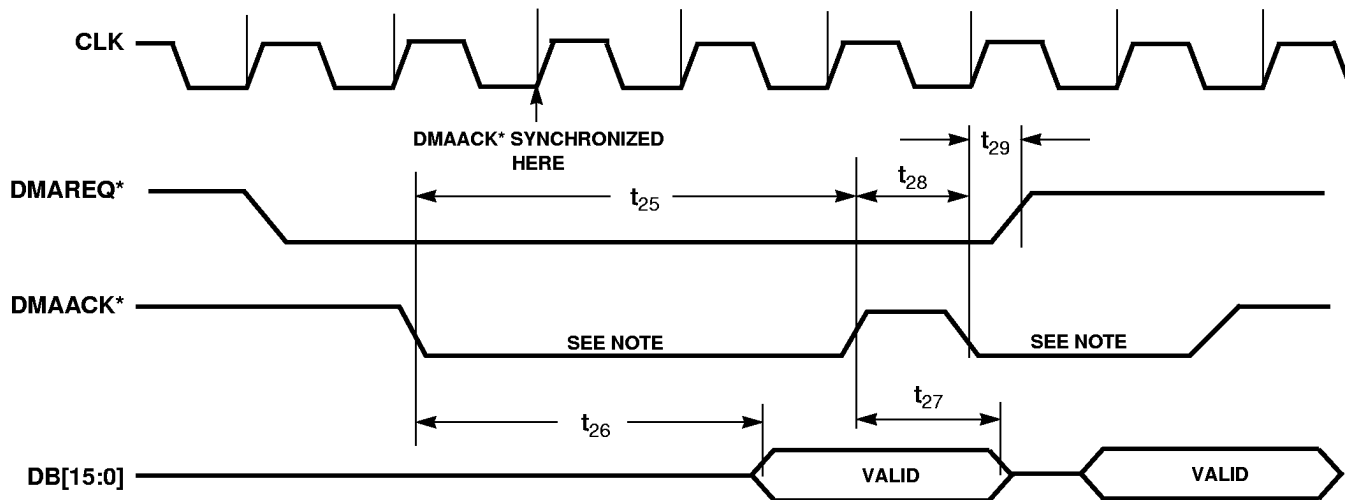 CLK
DMAACK* SYNCHRONIZED
HERE
t29
DMAREQ*
t25
t28
DMAACK*
SEE NOTE
SEE NOTE
t26
t27
DB[15:0]
VALID
VALID